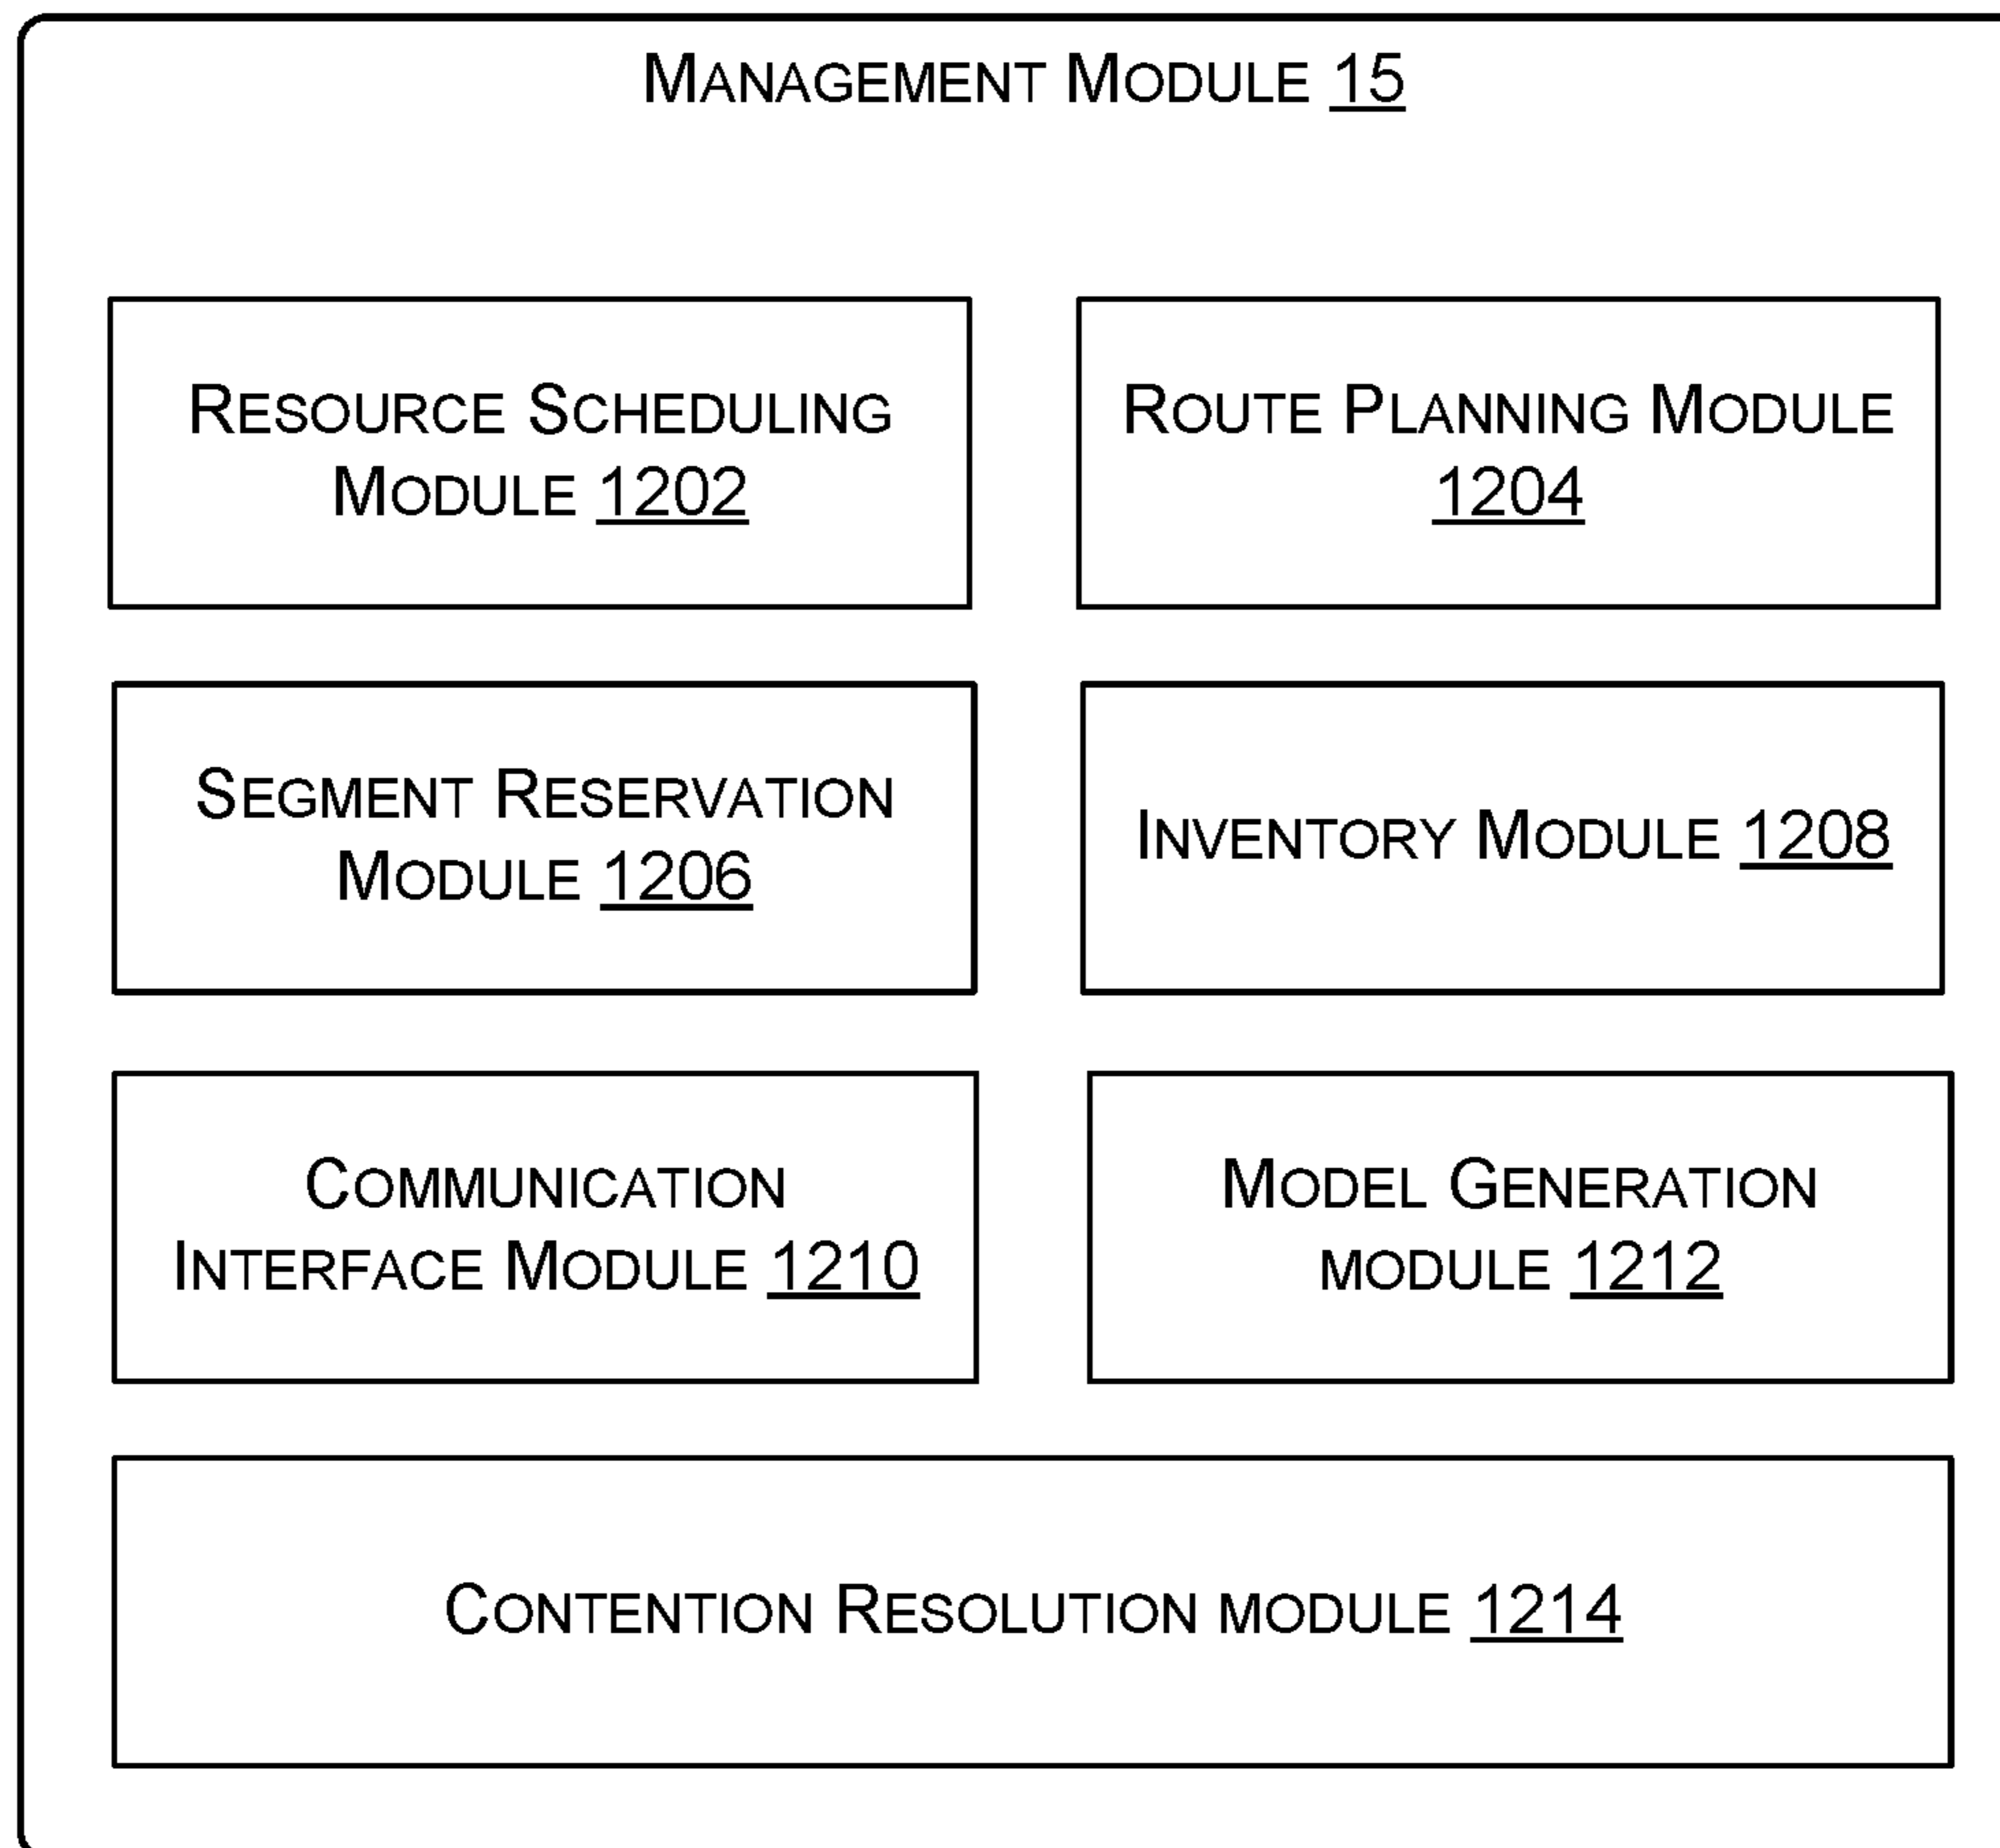 MANAGEMENT MODULE 15
RESOURCE SCHEDULING
MODULE 1202
ROUTE PLANNING MODULE
1204
SEGMENT RESERVATION
MODULE 1206
INVENTORY MODULE 1208
COMMUNICATION
INTERFACE MODULE 1210
MODEL GENERATION
MODULE 1212
CONTENTION RESOLUTION MODULE 1214